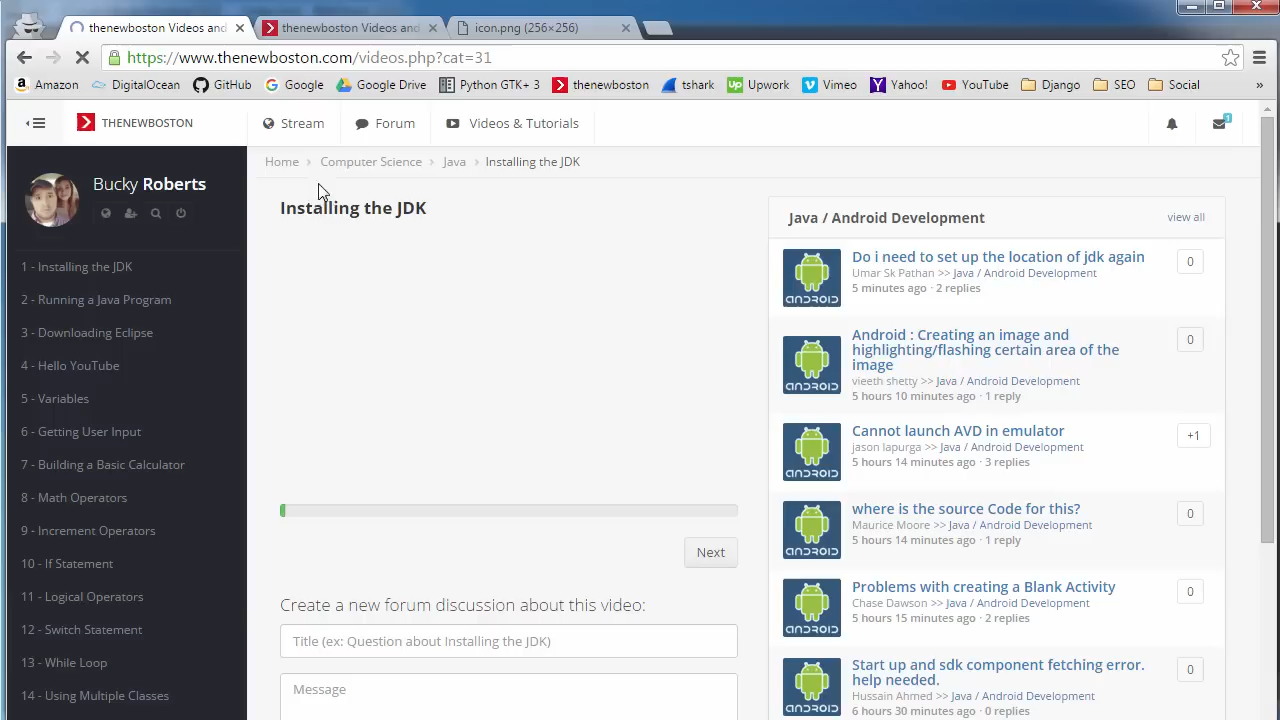 thenewboston Videos and
thenewboston Videos and
icon.png (256×256)
https://www.thenewboston.com/videos.php?cat=31
Amazon
DigitalOcean
GitHub
Google
Google Drive
Python GTK+ 3
thenewboston
tshark
Upwork
Vimeo
Yahoo!
YouTube
Django
SEO
Social
»
THENEWBOSTON
Stream
Forum
Videos & Tutorials
1
Bucky Roberts
1 - Installing the JDK
2 - Running a Java Program
3 - Downloading Eclipse
4 - Hello YouTube
5 - Variables
6 - Getting User Input
7 - Building a Basic Calculator
8 - Math Operators
9 - Increment Operators
10 - If Statement
11 - Logical Operators
12 - Switch Statement
13 - While Loop
14 - Using Multiple Classes
Home › Computer Science › Java › Installing the JDK
Installing the JDK
Next
Create a new forum discussion about this video:
Title (ex: Question about Installing the JDK)
Message
Java / Android Development
view all
ANDROID
Do i need to set up the location of jdk again
Umar Sk Pathan >> Java / Android Development
5 minutes ago · 2 replies
0
ANDROID
Android : Creating an image and
highlighting/flashing certain area of the
image
vieeth shetty >> Java / Android Development
5 hours 10 minutes ago · 1 reply
0
ANDROID
Cannot launch AVD in emulator
jason lapurga >> Java / Android Development
5 hours 14 minutes ago · 3 replies
+1
ANDROID
where is the source Code for this?
Maurice Moore >> Java / Android Development
5 hours 14 minutes ago · 1 reply
0
ANDROID
Problems with creating a Blank Activity
Chase Dawson >> Java / Android Development
5 hours 15 minutes ago · 2 replies
0
ANDROID
Start up and sdk component fetching error.
help needed.
Hussain Ahmed >> Java / Android Development
6 hours 30 minutes ago · 0 replies
0